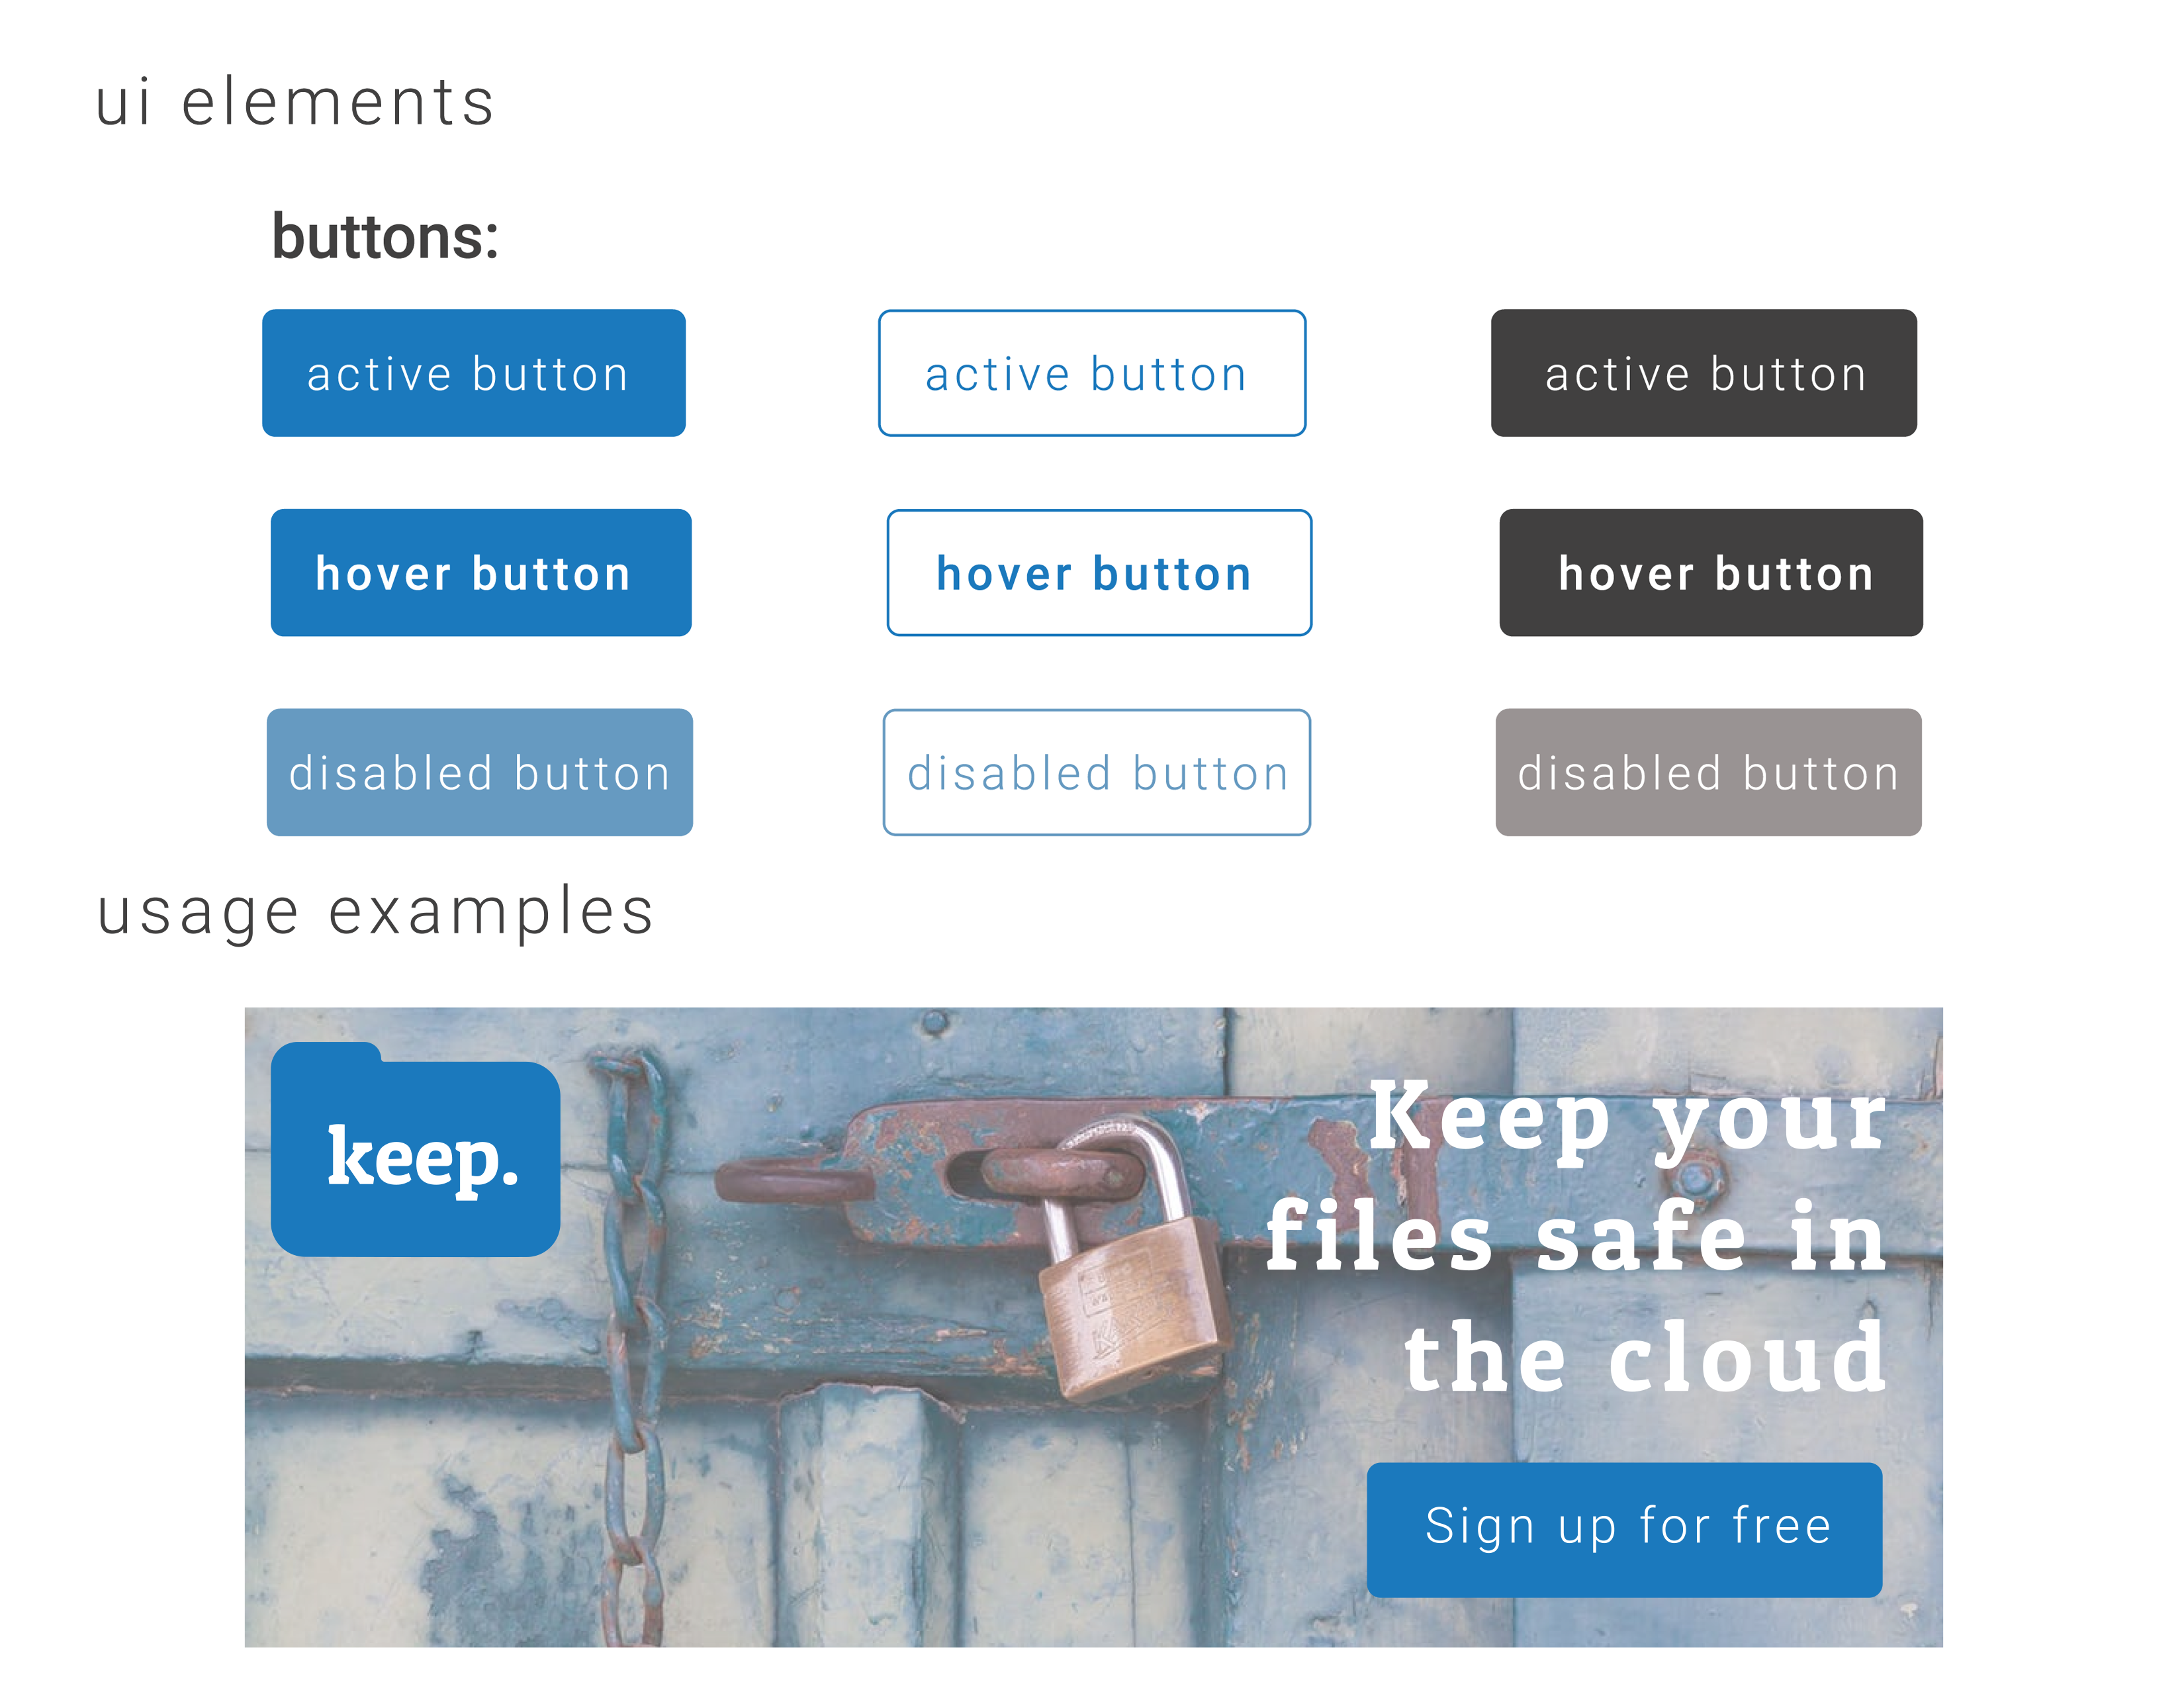 ui elements
buttons:
active button
active button
active button
hover button
hover button
hover button
disabled button
disabled button
disabled button
usage examples
keep.
Keep your
files safe in
the cloud
Sign up for free